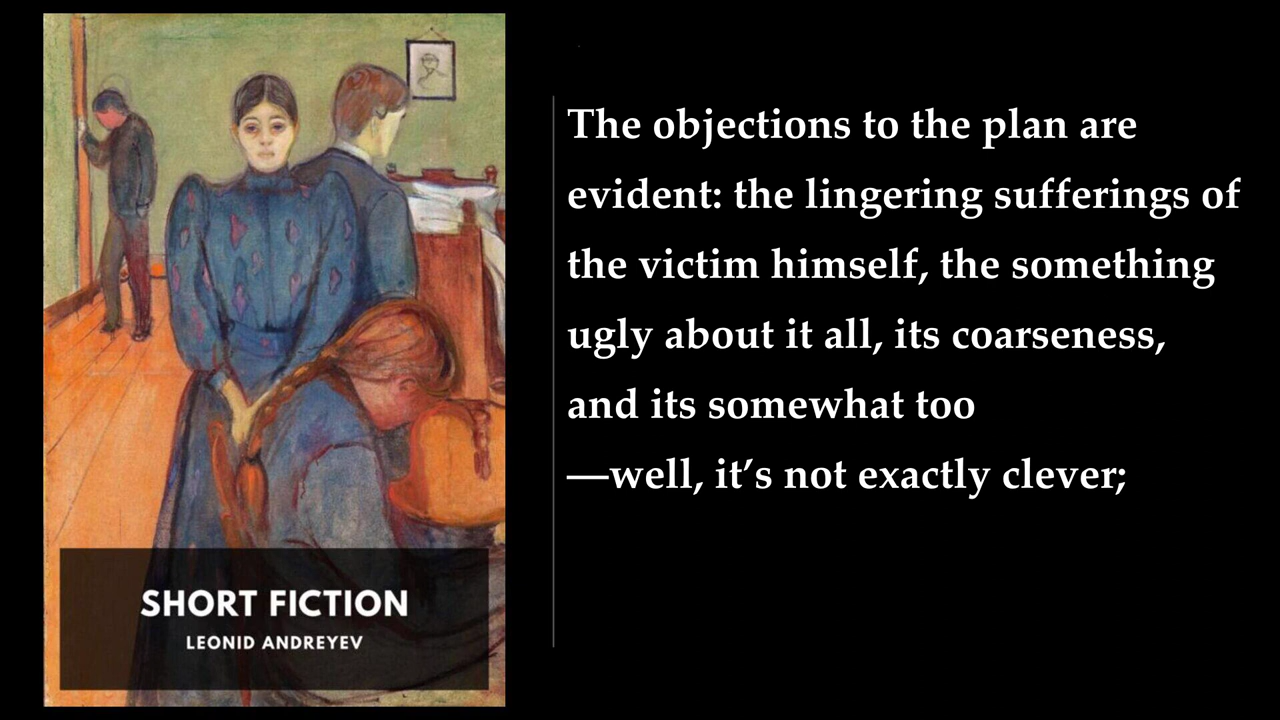 SHORT FICTION
LEONID ANDREYEV
The objections to the plan are
evident: the lingering sufferings of
the victim himself, the something
ugly about it all, its coarseness,
and its somewhat too
—well, it’s not exactly clever;